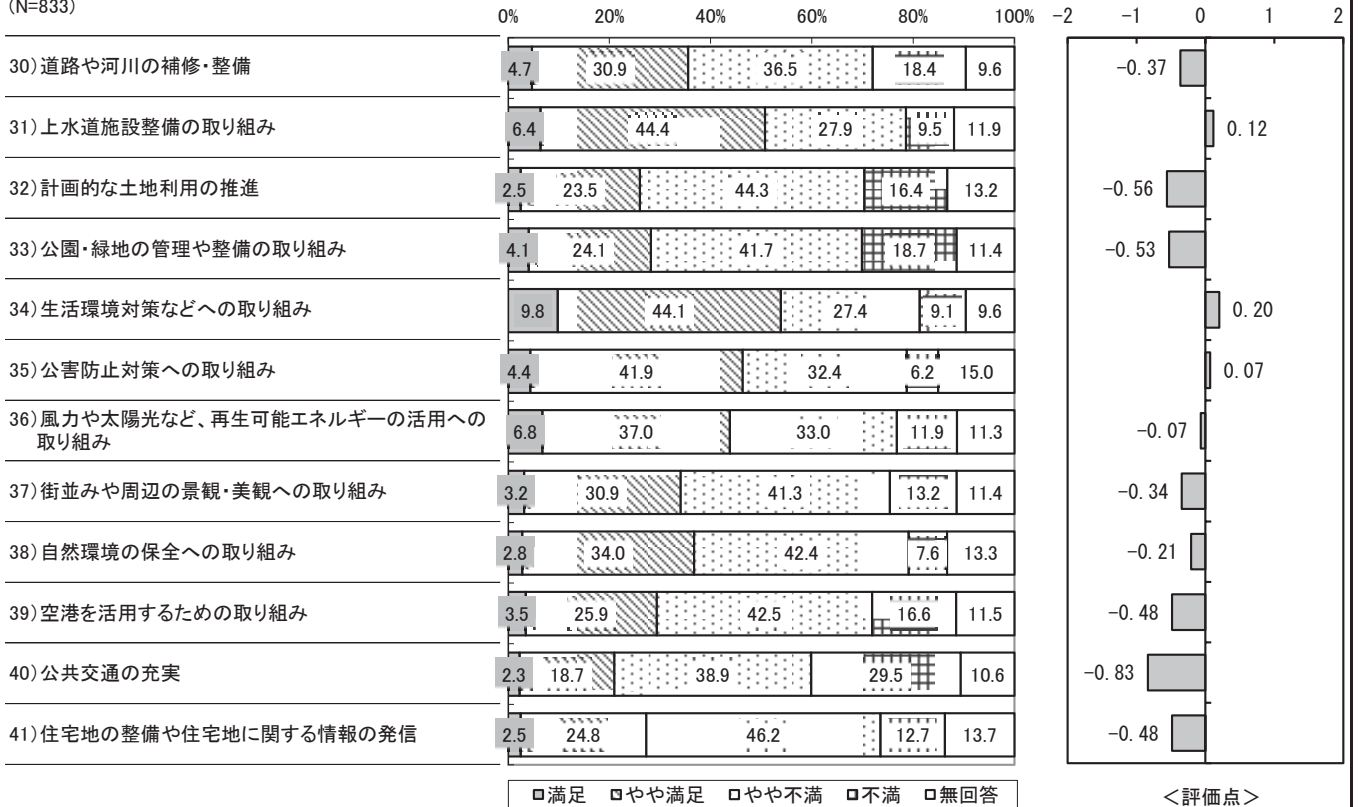 (N=833)
0% 20% 40% 60% 80% 100% -2 -1 0 1 2
30)道路や河川の補修・整備 4.7 30.9 36.5 18.4 9.6 -0.37
31)上水道施設整備の取り組み 6.4 44.4 27.9 9.5 11.9 0.12
32)計画的な土地利用の推進 2.5 23.5 44.3 16.4 13.2 -0.56
33)公園・緑地の管理や整備の取り組み 4.1 24.1 41.7 18.7 11.4 -0.53
34)生活環境対策などへの取り組み 9.8 44.1 27.4 9.1 9.6 0.20
35)公害防止対策への取り組み 4.4 41.9 32.4 6.2 15.0 0.07
36)風力や太陽光など、再生可能エネルギーの活用への
取り組み 6.8 37.0 33.0 11.9 11.3 -0.07
37)街並みや周辺の景観・美観への取り組み 3.2 30.9 41.3 13.2 11.4 -0.34
38)自然環境の保全への取り組み 2.8 34.0 42.4 7.6 13.3 -0.21
39)空港を活用するための取り組み 3.5 25.9 42.5 16.6 11.5 -0.48
40)公共交通の充実 2.3 18.7 38.9 29.5 10.6 -0.83
41)住宅地の整備や住宅地に関する情報の発信 2.5 24.8 46.2 12.7 13.7 -0.48
満足 やや満足 やや不満 不満 無回答 <評価点>